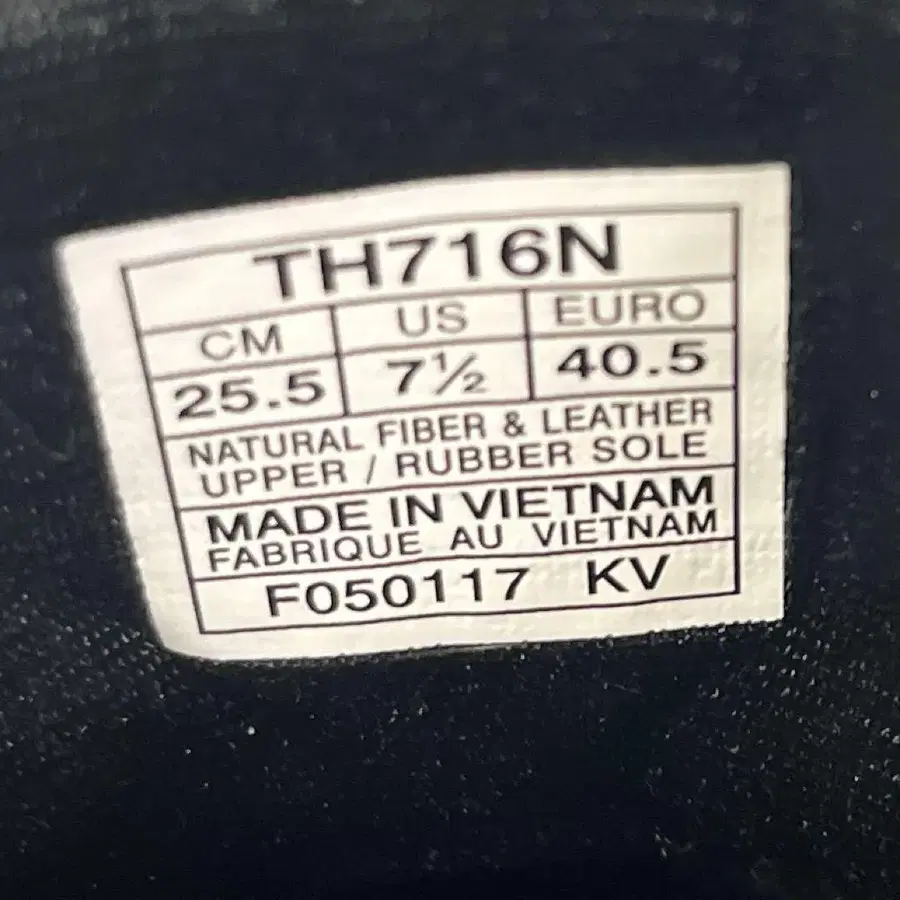 TH716N
CM US EURO
25.5 7½ 40.5
NATURAL FIBER & LEATHER
UPPER / RUBBER SOLE
MADE IN VIETNAM
FABRIQUE AU VIETNAM
F050117 KV